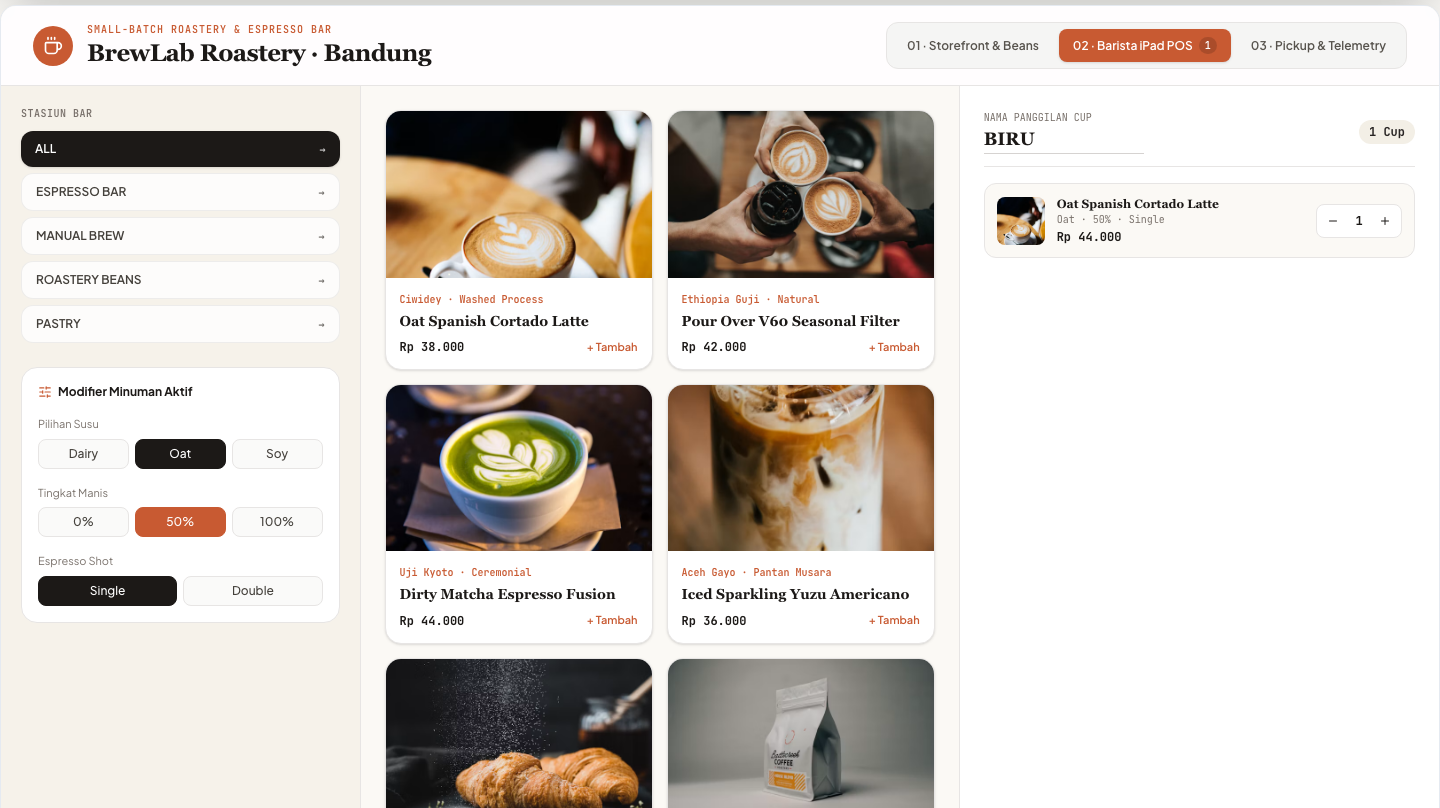 SMALL-BATCH ROASTERY & ESPRESSO BAR
BrewLab Roastery · Bandung
01 · Storefront & Beans
02 · Barista iPad POS 1
03 · Pickup & Telemetry
STASIUN BAR
ALL →
ESPRESSO BAR →
MANUAL BREW →
ROASTERY BEANS →
PASTRY →
Modifier Minuman Aktif
Pilihan Susu
Dairy Oat Soy
Tingkat Manis
0% 50% 100%
Espresso Shot
Single Double
Ciwidey · Washed Process
Oat Spanish Cortado Latte
Rp 38.000 + Tambah
Ethiopia Guji · Natural
Pour Over V60 Seasonal Filter
Rp 42.000 + Tambah
Uji Kyoto · Ceremonial
Dirty Matcha Espresso Fusion
Rp 44.000 + Tambah
Aceh Gayo · Pantan Musara
Iced Sparkling Yuzu Americano
Rp 36.000 + Tambah
COFFEE
NAMA PANGGILAN CUP
BIRU
1 Cup
Oat Spanish Cortado Latte
Oat · 50% · Single
Rp 44.000
− 1 +